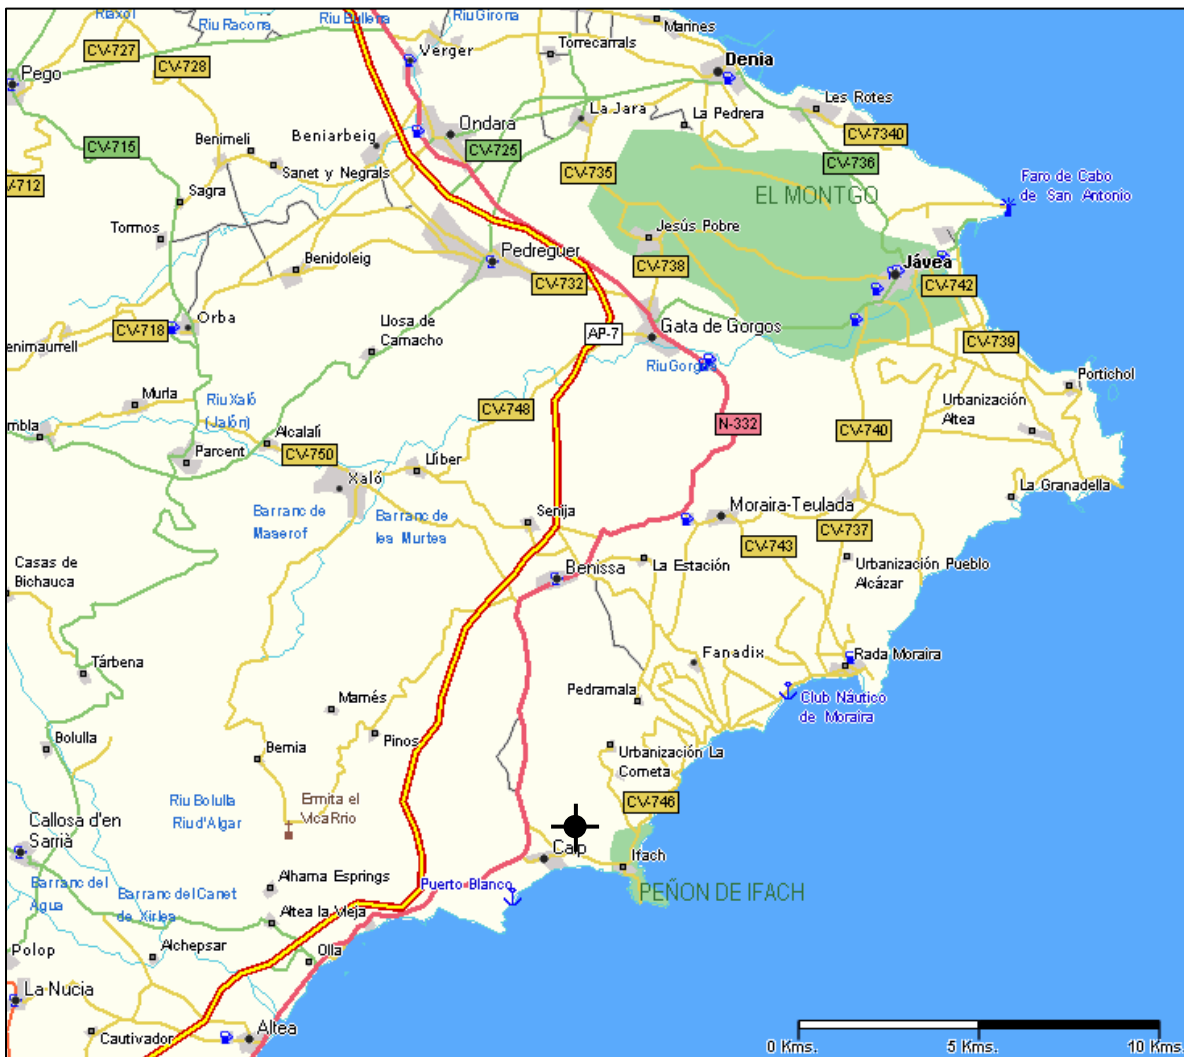 Riaxol
Riu Racona
Riu Bullena
Riu Girona
Marines
CV-727
CV-728
Verger
Torrecarrals
Denia
Pego
Les Rotes
La Jara
La Pedrera
Ondara
Beniarbeig
CV-7340
Benimeli
CV-715
CV-725
CV-736
Sanet y Negrals
CV-735
CV-712
Sagra
Faro de Cabo
de San Antonio
EL MONTGO
Tormos
Jesús Pobre
Pedreguer
Benidoleig
CV-738
Jávea
CV-732
CV-742
Orba
CV-718
Llosa de
Camacho
AP-7
Gata de Gorgos
CV-739
enimaurrell
Riu Gorgos
Portichol
Murla
Riu Xaló
(Jalón)
CV-748
Urbanización
Altea
mbla
Alcalalí
N-332
CV-740
Parcent
CV-750
Llíber
Xaló
La Granadella
Barranc de
Maserof
Barranc de
les Murtes
Senija
Moraira-Teulada
CV-737
CV-743
Casas de
Bichauca
Benissa
La Estación
Urbanización Pueblo
Alcázar
Tárbena
Fanadix
Rada Moraira
Pedramala
Club Náutico
de Moraira
Mamés
Pinos
Bolulla
Bernia
Urbanización La
Cometa
Riu Bolulla
Riu d'Algar
Ermita el
CV-746
Callosa d'en
Sarrià
Calp
Ifach
Barranc del
Agua
Barranc del Canet
de Xirles
Alhama Esprings
Puerto Blanco
PEÑON DE IFACH
Altea la Vieja
Polop
Alchepsar
Olla
La Nucia
Cautivador
Altea
0 Kms.
5 Kms.
10 Kms.